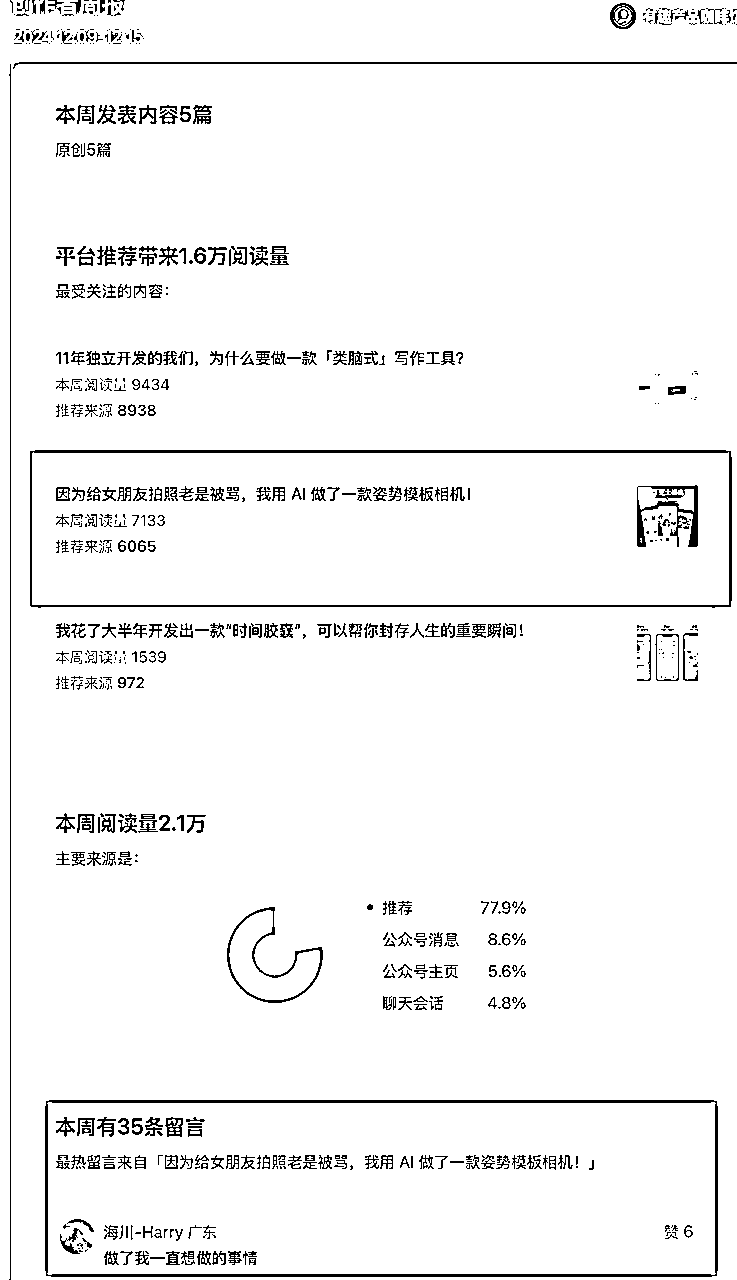 创作者周报
2024.12.09-12.15
有趣产品咖啡
本周发表内容5篇
原创5篇
平台推荐带来1.6万阅读量
最受关注的内容：
11年独立开发的我们，为什么要做一款「类脑式」写作工具？
本周阅读量 9434
推荐来源 8938
因为给女朋友拍照老是被骂，我用 AI 做了一款姿势模板相机！
本周阅读量 7133
推荐来源 6065
我花了大半年开发出一款“时间胶囊”，可以帮你封存人生的重要瞬间！
本周阅读量 1539
推荐来源 972
本周阅读量2.1万
主要来源是：
推荐 77.9%
公众号消息 8.6%
公众号主页 5.6%
聊天会话 4.8%
本周有35条留言
最热留言来自「因为给女朋友拍照老是被骂，我用 AI 做了一款姿势模板相机！」
海川-Harry 广东 赞 6
做了我一直想做的事情